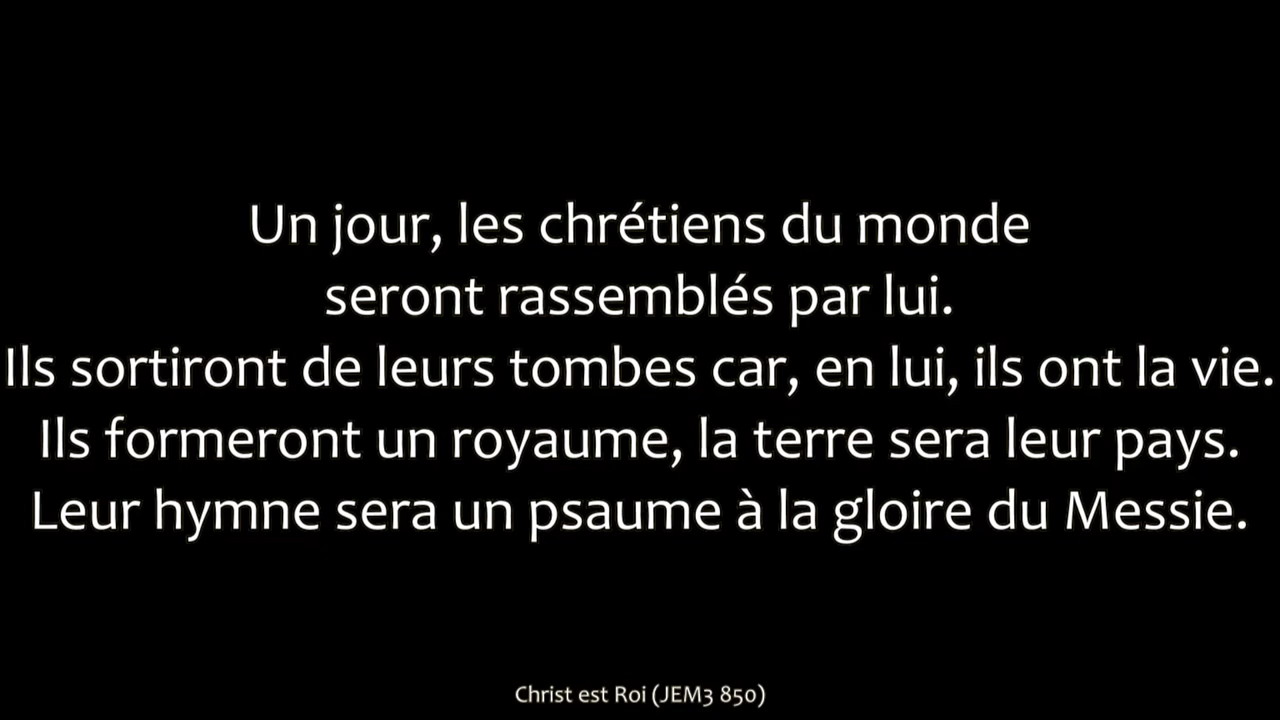 Un jour, les chrétiens du monde
seront rassemblés par lui.
Ils sortiront de leurs tombes car, en lui, ils ont la vie.
Ils formeront un royaume, la terre sera leur pays.
Leur hymne sera un psaume à la gloire du Messie.
Christ est Roi (JEM3 850)